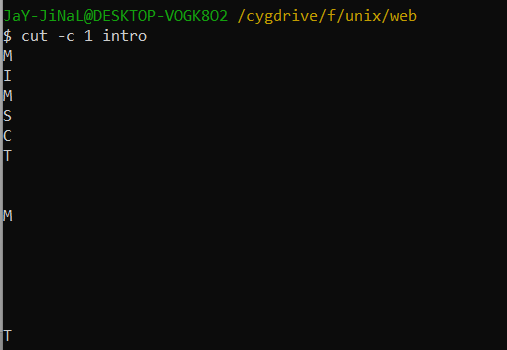 JaY-JiNaL@DESKTOP-VOGK8O2 /cygdrive/f/unix/web
$ cut -c 1 intro
M
I
M
S
C
T
M
T